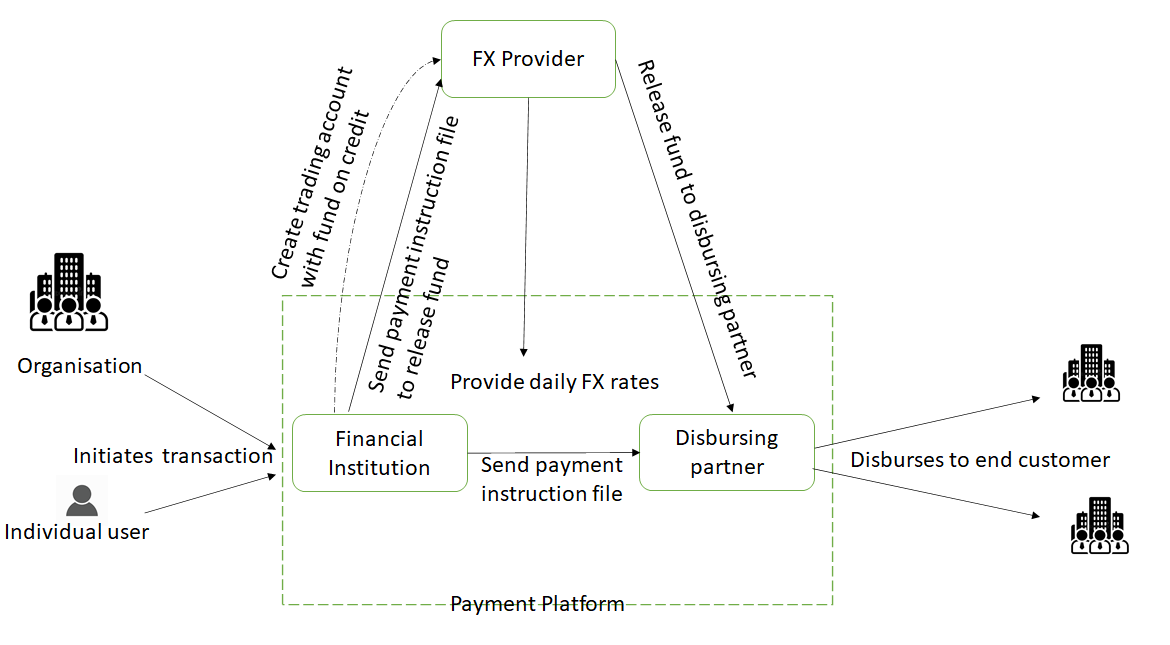 FX Provider
Create trading account
with fund on credit
Send payment instruction file
to release fund
Release fund to disbursing partner
Organisation
Provide daily FX rates
Initiates transaction
Financial
Institution
Send payment
instruction file
Disbursing
partner
Disburses to end customer
Individual user
Payment Platform